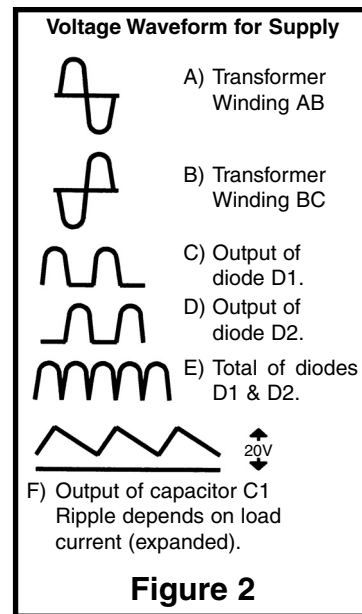 Voltage Waveform for Supply
A) Transformer
Winding AB
B) Transformer
Winding BC
C) Output of
diode D1.
D) Output of
diode D2.
E) Total of diodes
D1 & D2.
20V
F) Output of capacitor C1
Ripple depends on load
current (expanded).
Figure 2